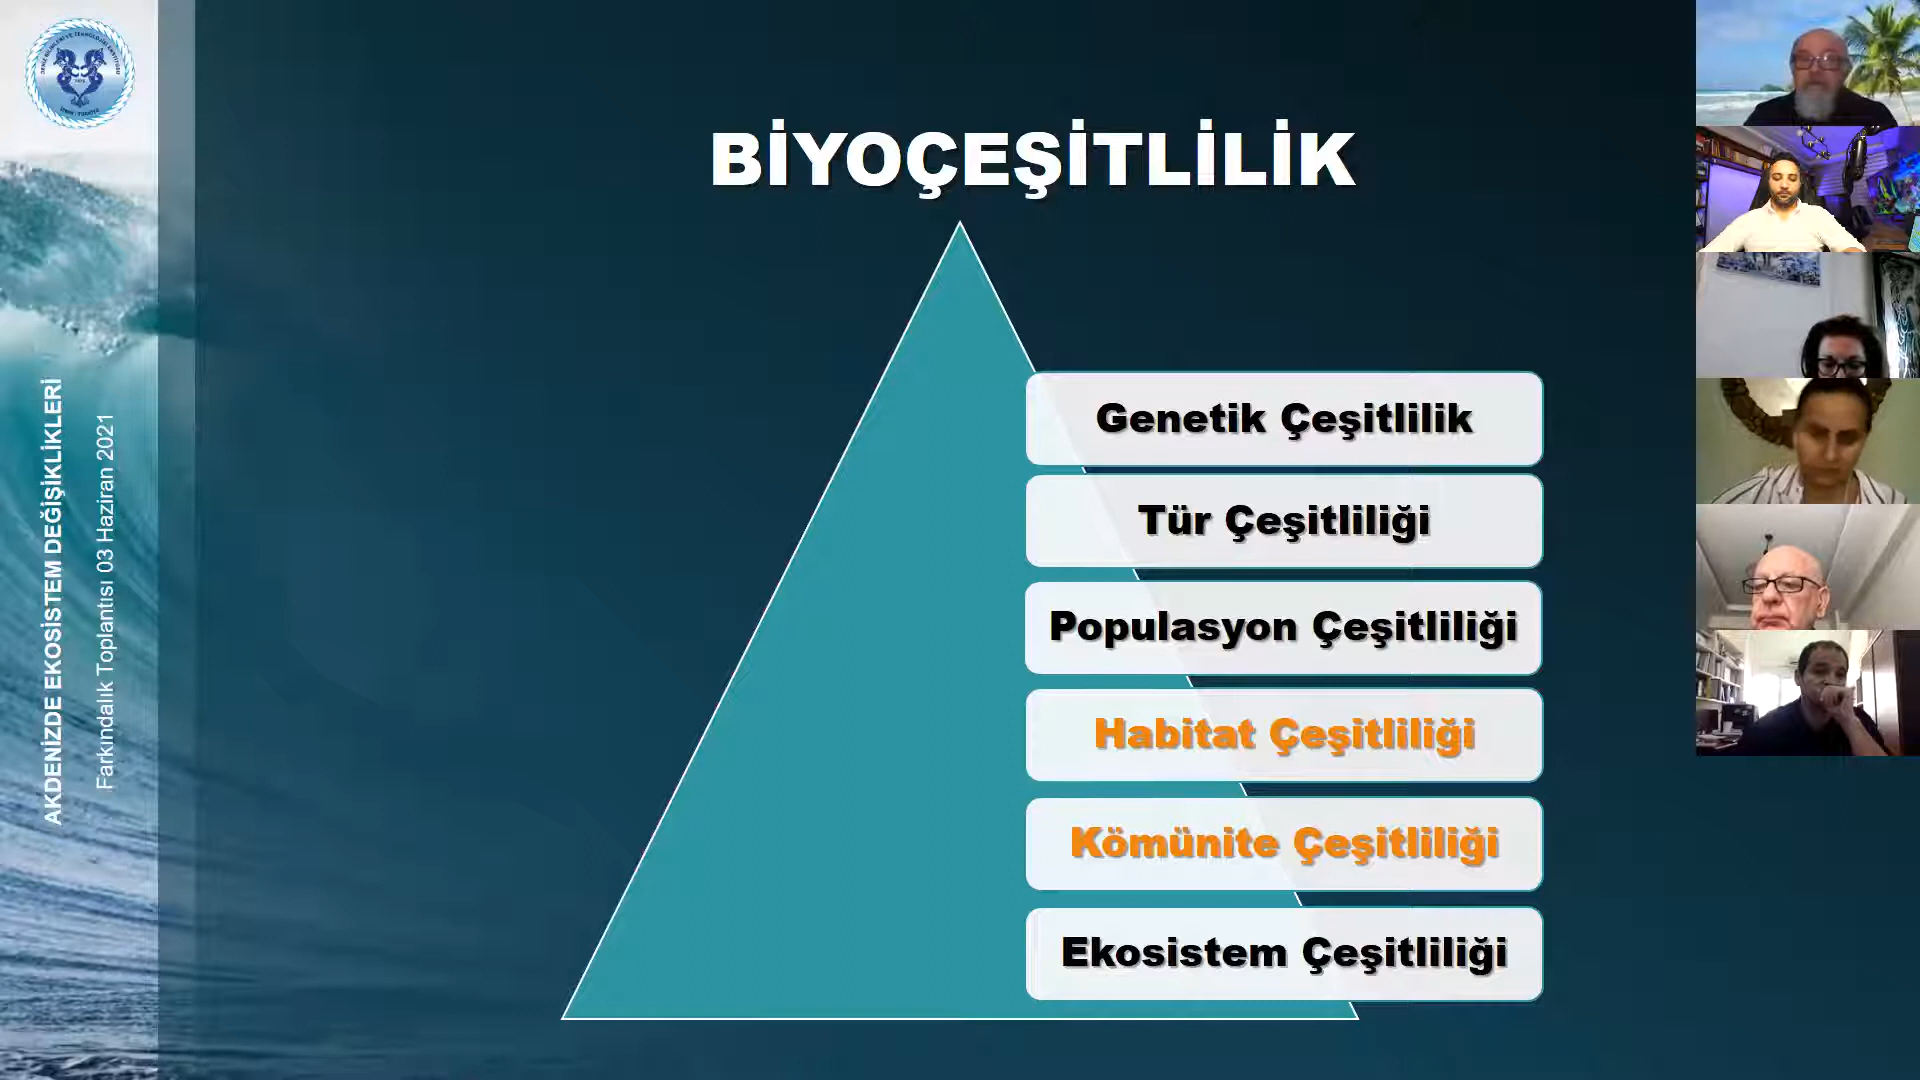 BİYOÇEŞİTLİLİK
Genetik Çeşitlilik
Tür Çeşitliliği
Populasyon Çeşitliliği
Habitat Çeşitliliği
Kömünite Çeşitliliği
Ekosistem Çeşitliliği
AKDENİZDE EKOSİSTEM DEĞİŞİKLİKLERİ
Farkındalık Toplantısı 03 Haziran 2021